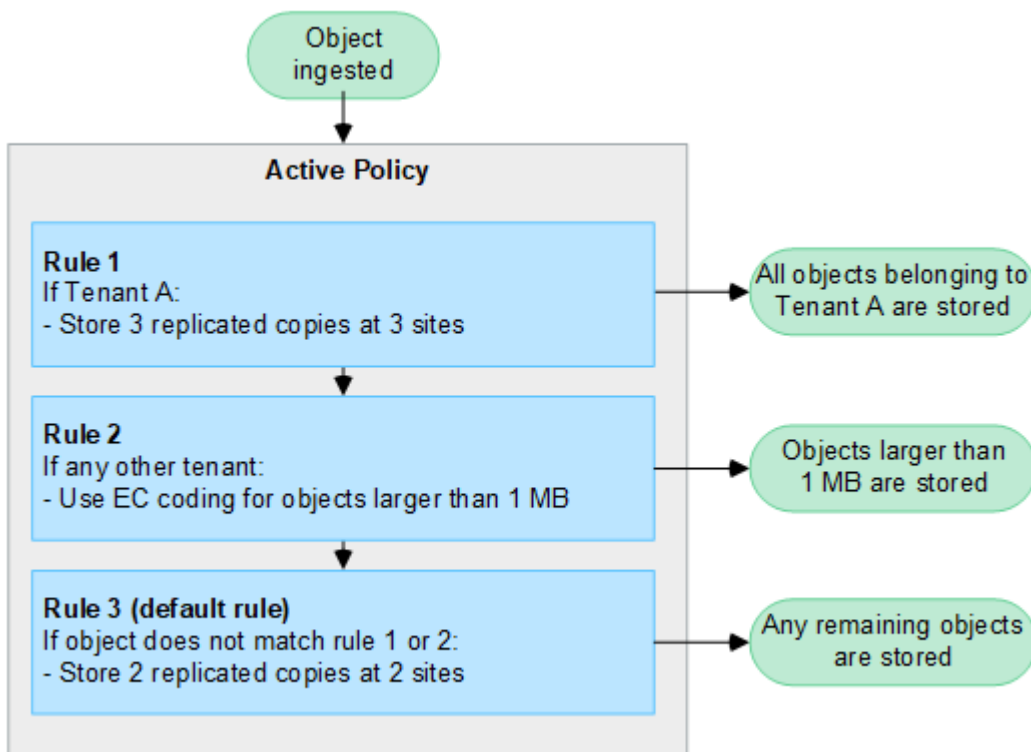 Object
ingested
Active Policy
Rule 1
If Tenant A:
- Store 3 replicated copies at 3 sites
All objects belonging to
Tenant A are stored
Rule 2
If any other tenant:
- Use EC coding for objects larger than 1 MB
Objects larger than
1 MB are stored
Rule 3 (default rule)
If object does not match rule 1 or 2:
- Store 2 replicated copies at 2 sites
Any remaining objects
are stored